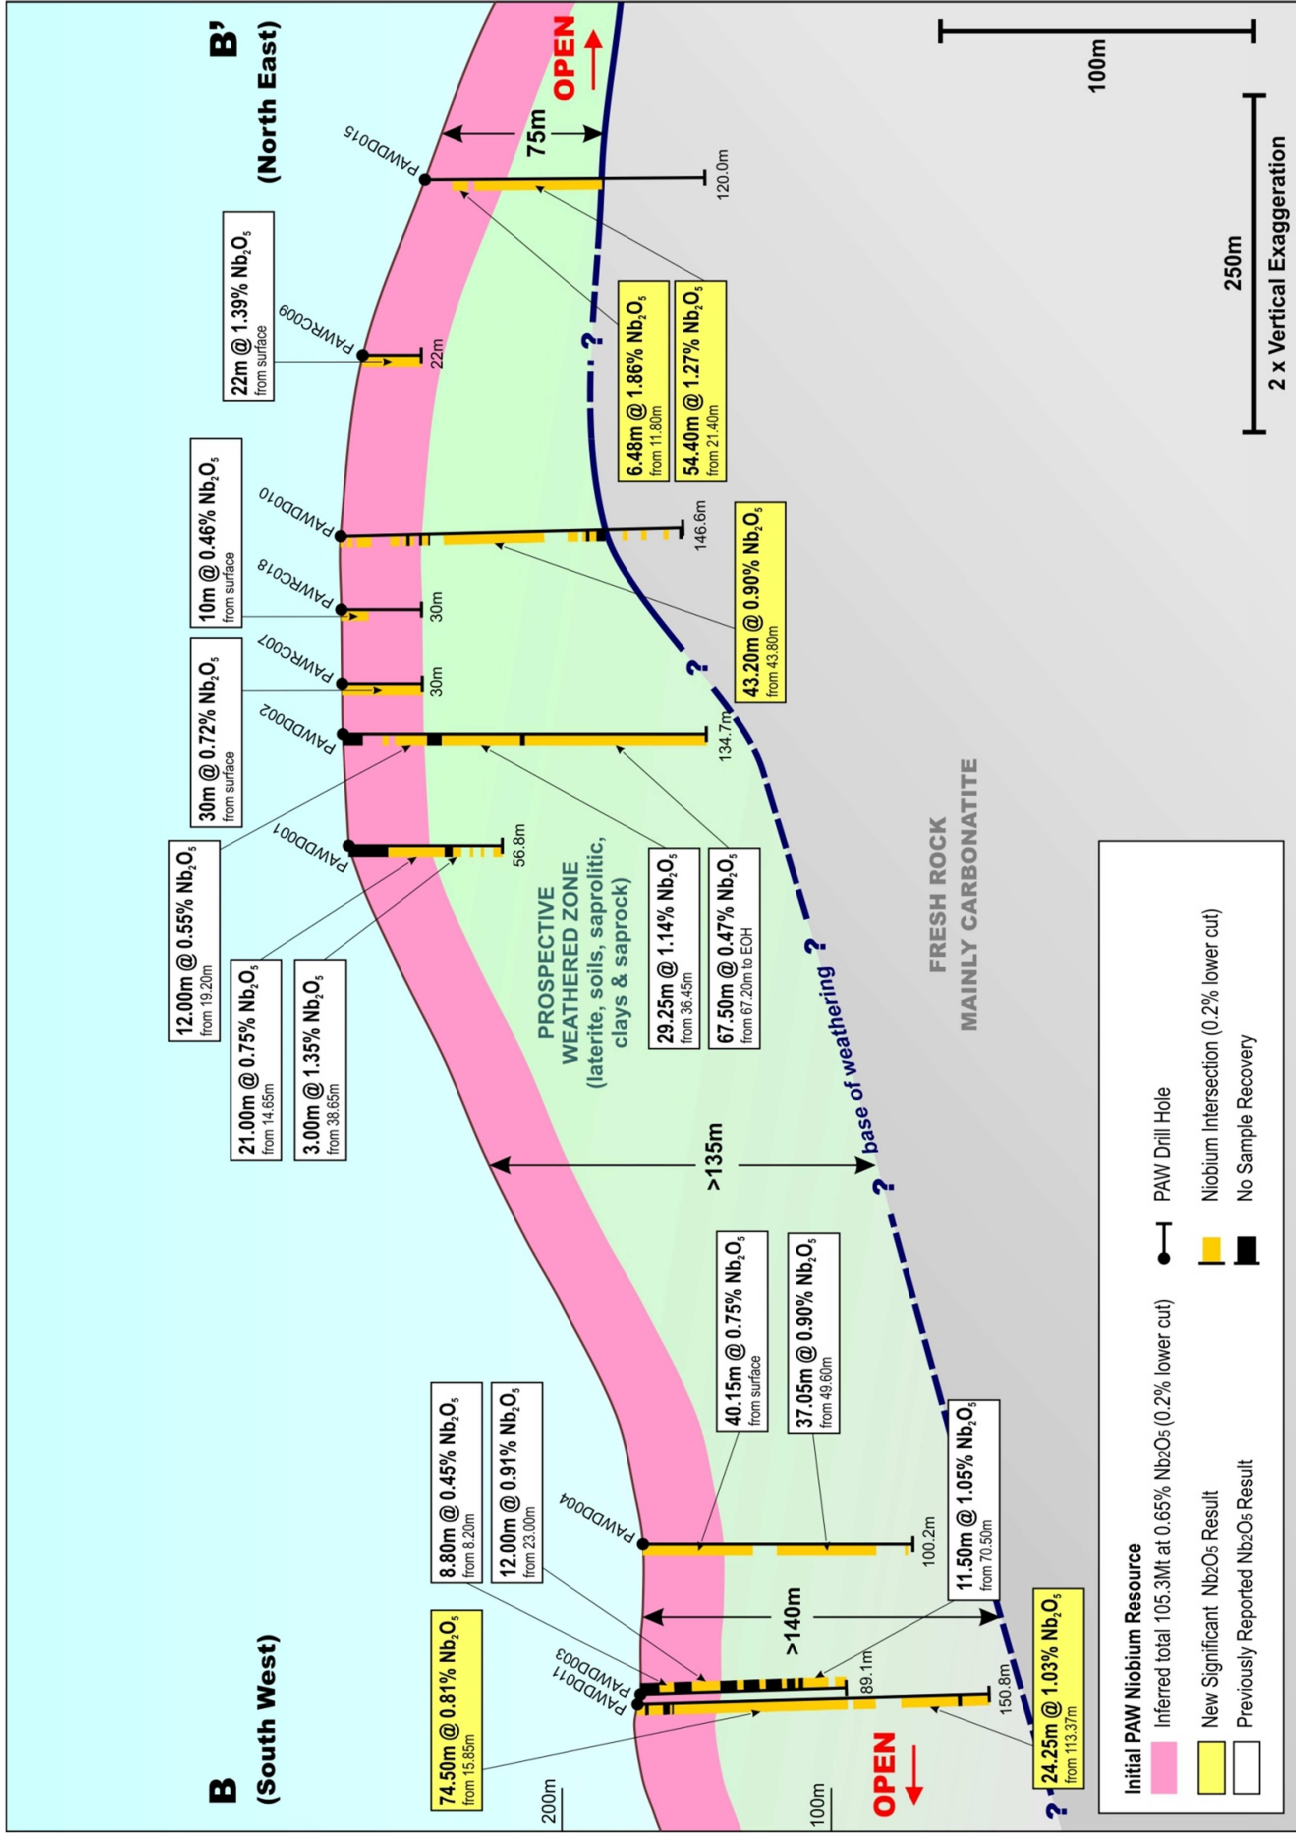 B
(South West)
B'
(North East)
200m
100m
OPEN
OPEN
74.50m @ 0.81% Nb₂O₅
from 15.85m
8.80m @ 0.45% Nb₂O₅
from 8.20m
12.00m @ 0.91% Nb₂O₅
from 23.00m
PAWDD011
PAWDD003
PAWDD004
89.1m
150.8m
>140m
100.2m
40.15m @ 0.75% Nb₂O₅
from surface
37.05m @ 0.90% Nb₂O₅
from 49.60m
11.50m @ 1.05% Nb₂O₅
from 70.50m
24.25m @ 1.03% Nb₂O₅
from 113.37m
?
?
base of weathering
?
>135m
21.00m @ 0.75% Nb₂O₅
from 14.65m
3.00m @ 1.35% Nb₂O₅
from 38.65m
12.00m @ 0.55% Nb₂O₅
from 19.20m
PAWDD001
56.8m
PROSPECTIVE
WEATHERED ZONE
(laterite, soils, saprolitic,
clays & saprock)
29.25m @ 1.14% Nb₂O₅
from 36.45m
67.50m @ 0.47% Nb₂O₅
from 67.20m to EOH
30m @ 0.72% Nb₂O₅
from surface
PAWDD002
134.7m
PAWRC007
30m
10m @ 0.46% Nb₂O₅
from surface
PAWRC018
30m
PAWDD010
146.6m
43.20m @ 0.90% Nb₂O₅
from 43.80m
?
22m @ 1.39% Nb₂O₅
from surface
PAWRC009
22m
?
6.48m @ 1.86% Nb₂O₅
from 11.80m
54.40m @ 1.27% Nb₂O₅
from 21.40m
PAWDD015
120.0m
75m
FRESH ROCK
MAINLY CARBONATITE
Initial PAW Niobium Resource
Inferred total 105.3Mt at 0.65% Nb₂O₅ (0.2% lower cut)
New Significant Nb₂O₅ Result
Previously Reported Nb₂O₅ Result
PAW Drill Hole
Niobium Intersection (0.2% lower cut)
No Sample Recovery
100m
250m
2 x Vertical Exaggeration